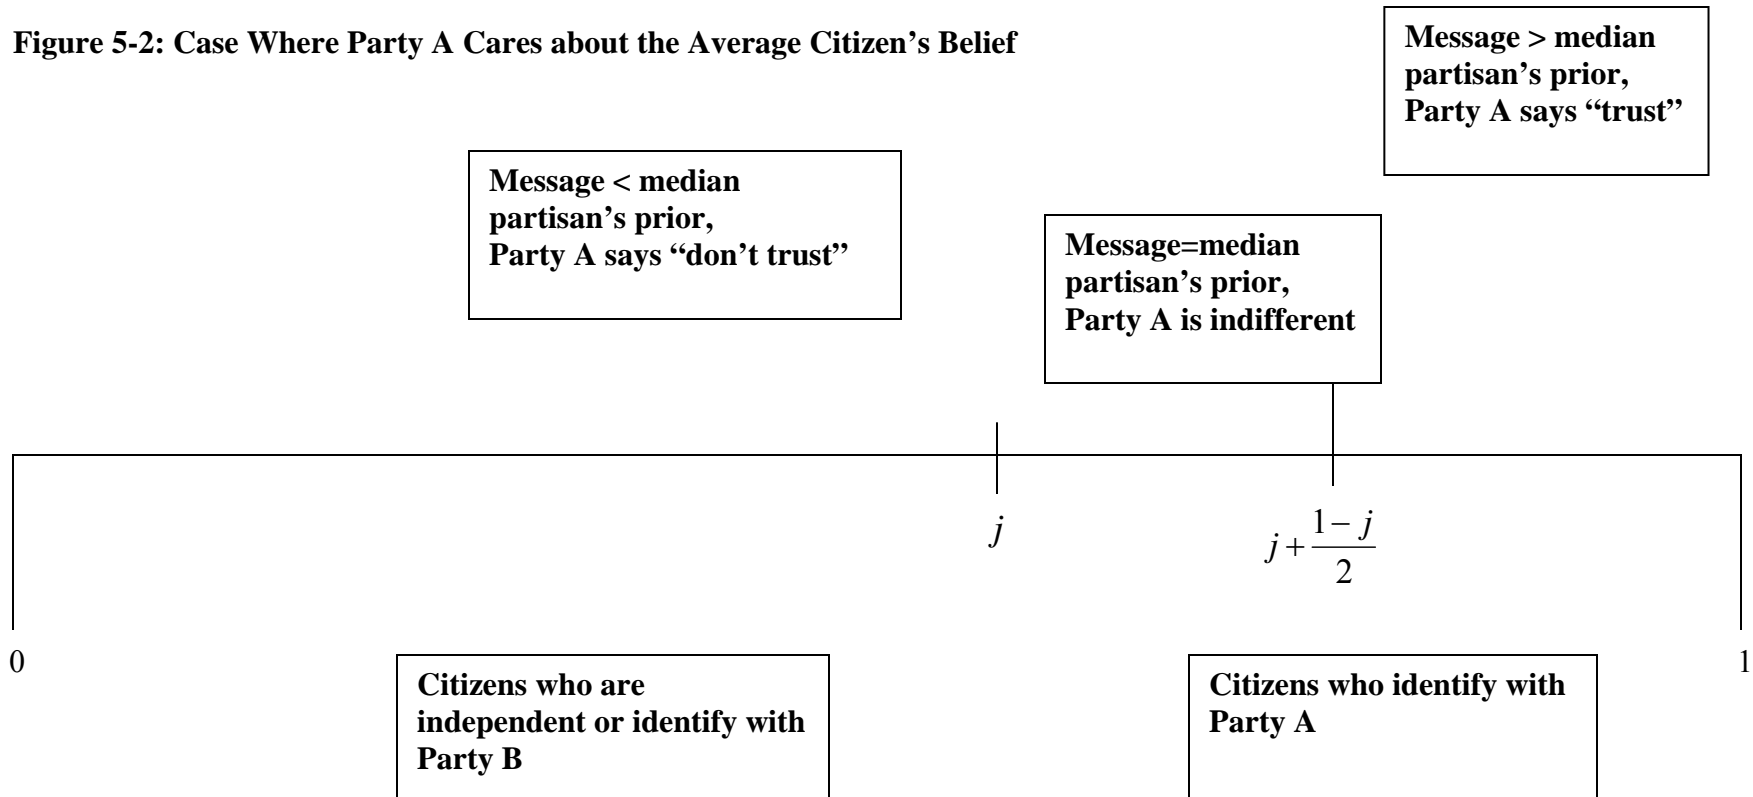 Figure 5-2: Case Where Party A Cares about the Average Citizen’s Belief
Message > median
partisan’s prior,
Party A says “trust”
Message < median
partisan’s prior,
Party A says “don’t trust”
Message=median
partisan’s prior,
Party A is indifferent
j
j + (1 − j)/2
0
1
Citizens who are
independent or identify with
Party B
Citizens who identify with
Party A